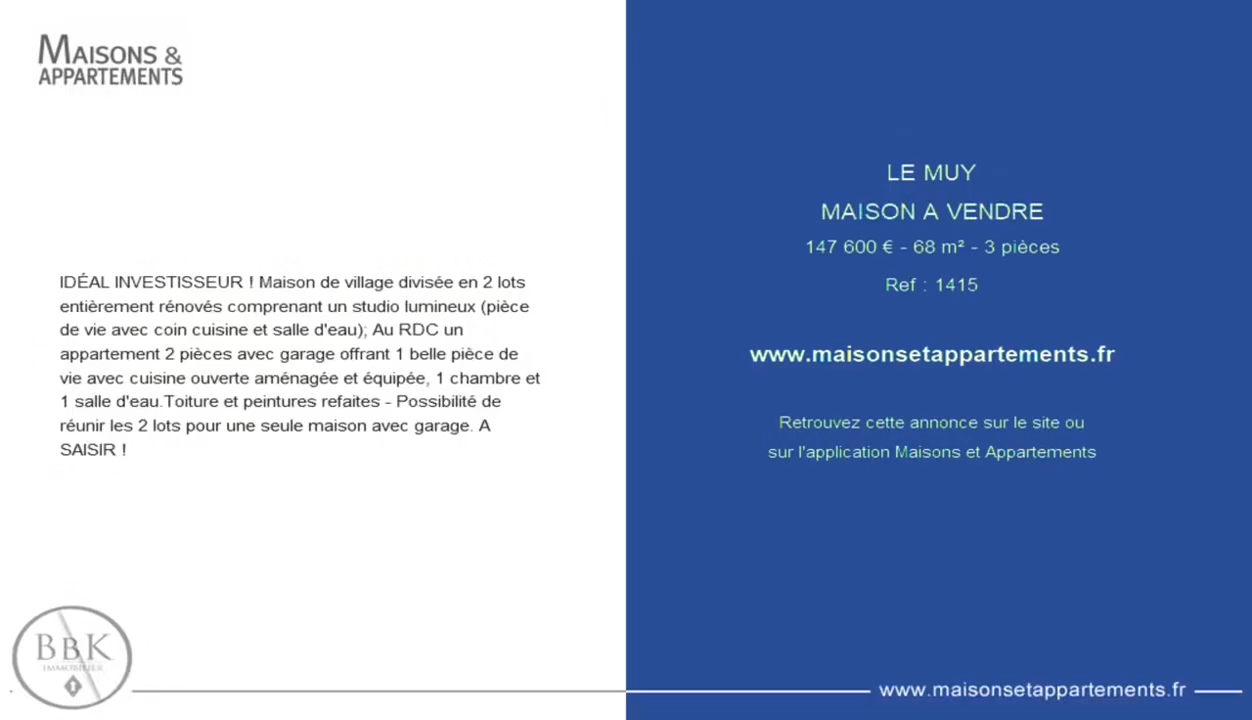 MAISONS &
APPARTEMENTS
IDÉAL INVESTISSEUR ! Maison de village divisée en 2 lots
entièrement rénovés comprenant un studio lumineux (pièce
de vie avec coin cuisine et salle d'eau); Au RDC un
appartement 2 pièces avec garage offrant 1 belle pièce de
vie avec cuisine ouverte aménagée et équipée, 1 chambre et
1 salle d'eau.Toiture et peintures refaites - Possibilité de
réunir les 2 lots pour une seule maison avec garage. A
SAISIR !
BBK
IMMOBILIER
LE MUY
MAISON A VENDRE
147 600 € - 68 m² - 3 pièces
Ref : 1415
www.maisonsetappartements.fr
Retrouvez cette annonce sur le site ou
sur l'application Maisons et Appartements
www.maisonsetappartements.fr